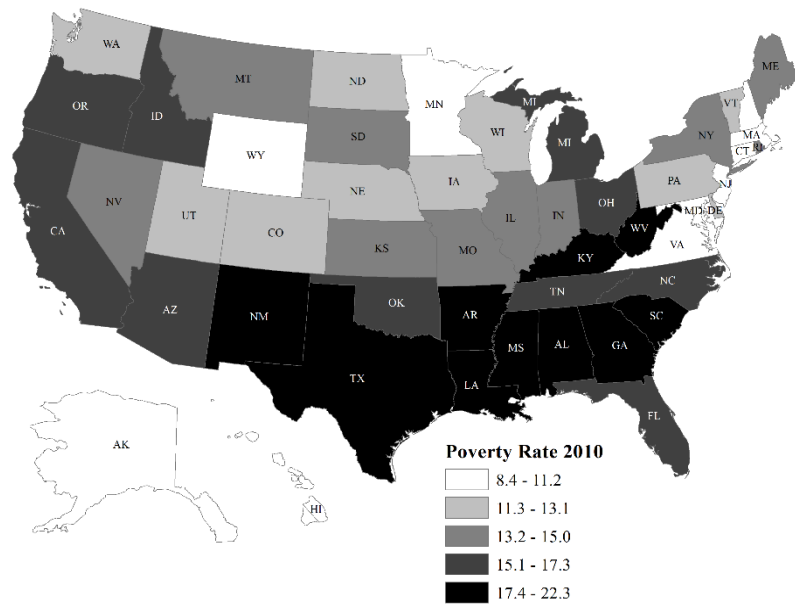 WA
MT
ND
MN
ME
VT
OR
ID
SD
WI
MI
NY
MA
WY
MI
CT
RI
IA
PA
NE
NJ
NV
OH
UT
IL
IN
MD
DE
CO
WV
CA
KS
MO
VA
KY
NC
TN
OK
AZ
NM
AR
SC
MS
AL
GA
TX
LA
FL
AK
HI
Poverty Rate 2010
8.4 - 11.2
11.3 - 13.1
13.2 - 15.0
15.1 - 17.3
17.4 - 22.3